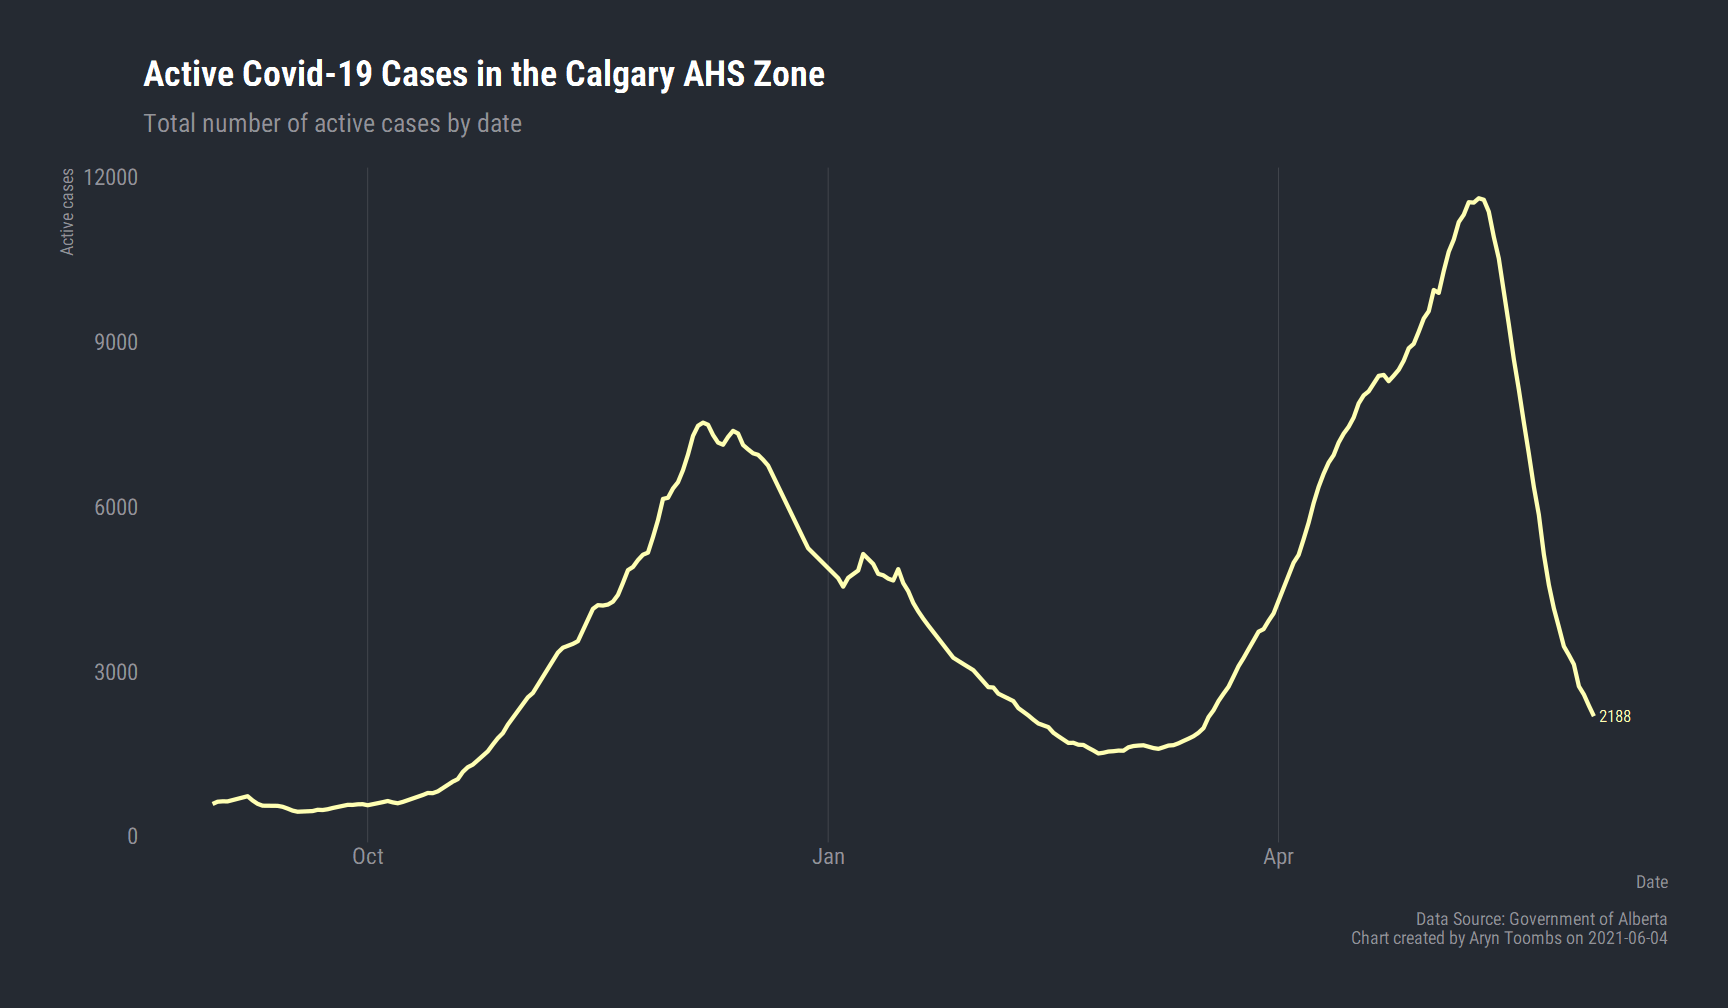 Active Covid-19 Cases in the Calgary AHS Zone
Total number of active cases by date
Active cases
12000
9000
6000
3000
0
2188
Oct
Jan
Apr
Date
Data Source: Government of Alberta
Chart created by Aryn Toombs on 2021-06-04